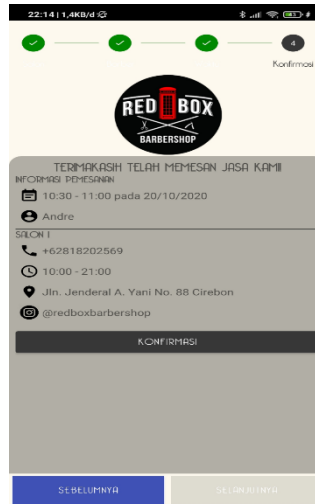 22:14 | 1,4KB/d
4
Konfirmasi
RED BOX
BARBERSHOP
TERIMAKASIH TELAH MEMESAN JASA KAMI!
INFORMASI PEMESANAN
10:30 - 11:00 pada 20/10/2020
Andre
SALON 1
+62818202569
10:00 - 21:00
Jln. Jenderal A. Yani No. 88 Cirebon
@redboxbarbershop
KONFIRMASI
SEBELUMNYA
SELANJUTNYA